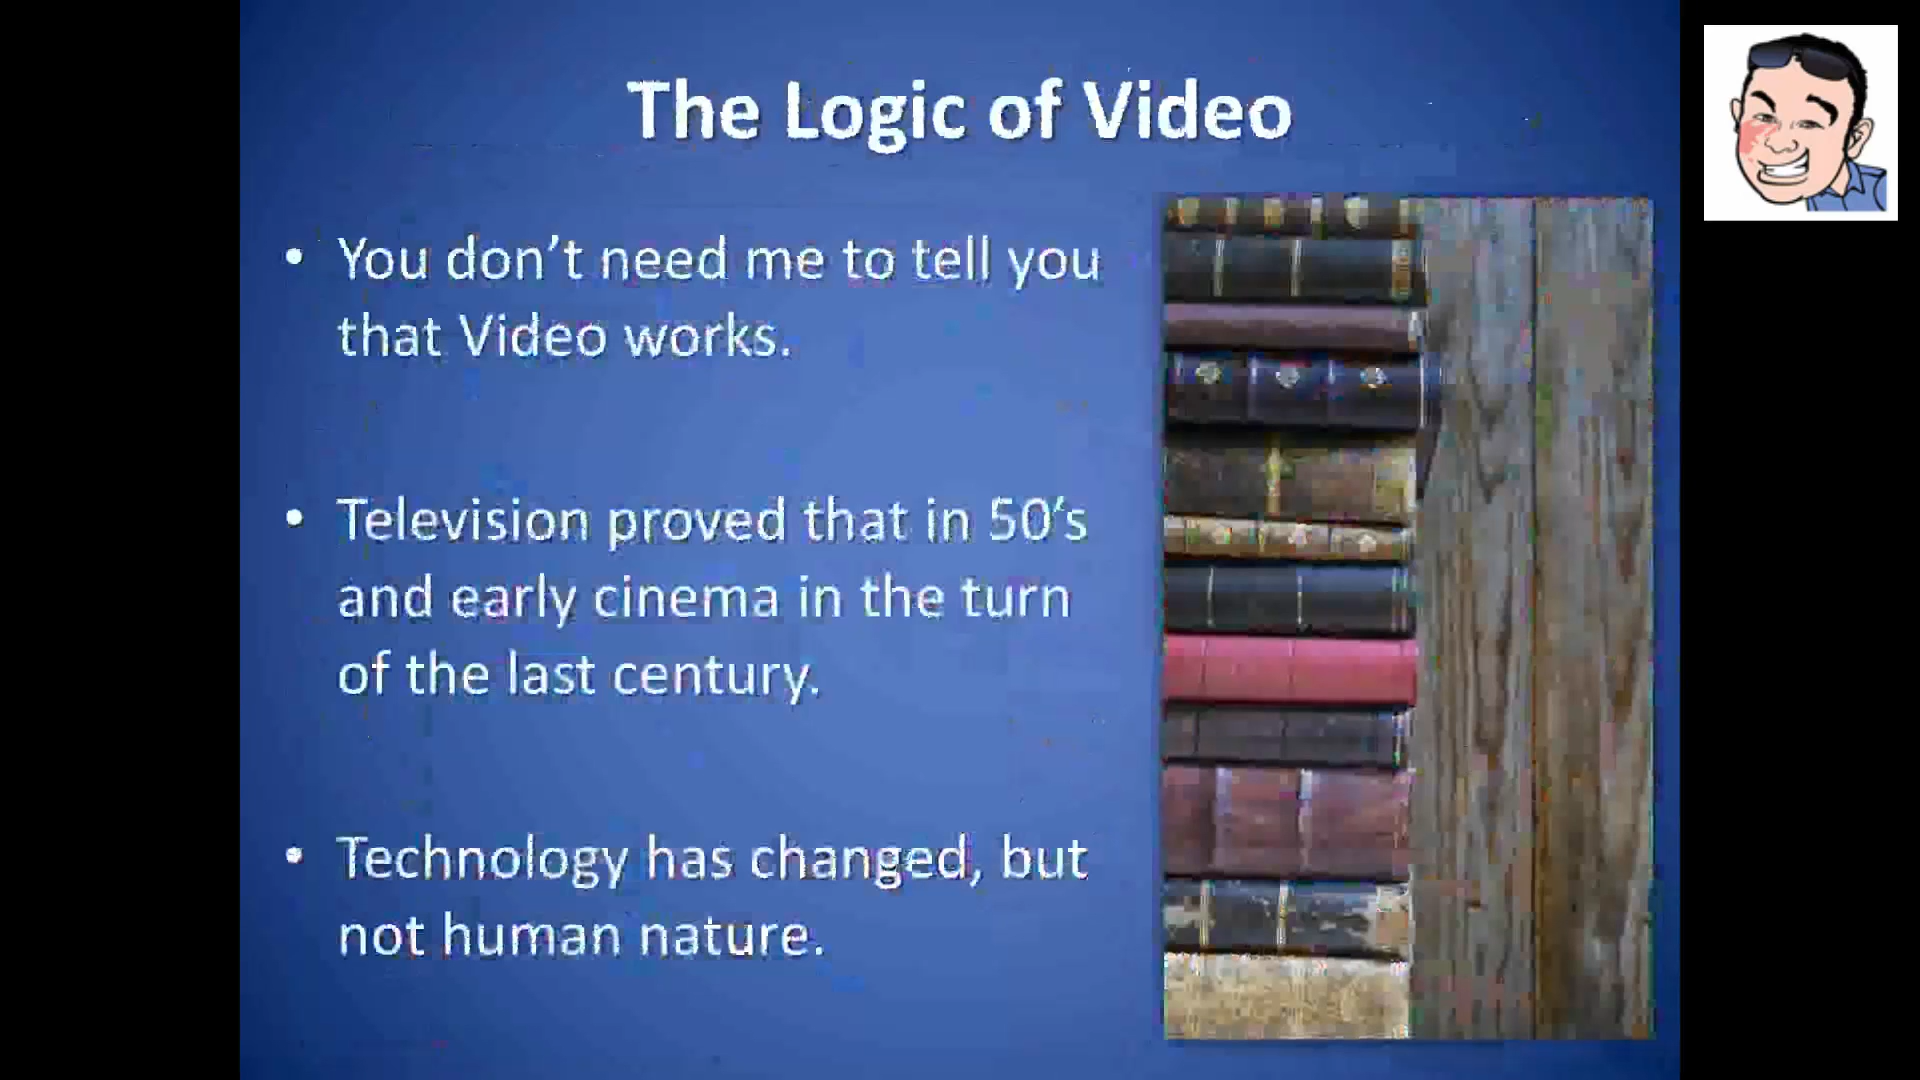 The Logic of Video
• You don’t need me to tell you
that Video works.
• Television proved that in 50’s
and early cinema in the turn
of the last century.
• Technology has changed, but
not human nature.